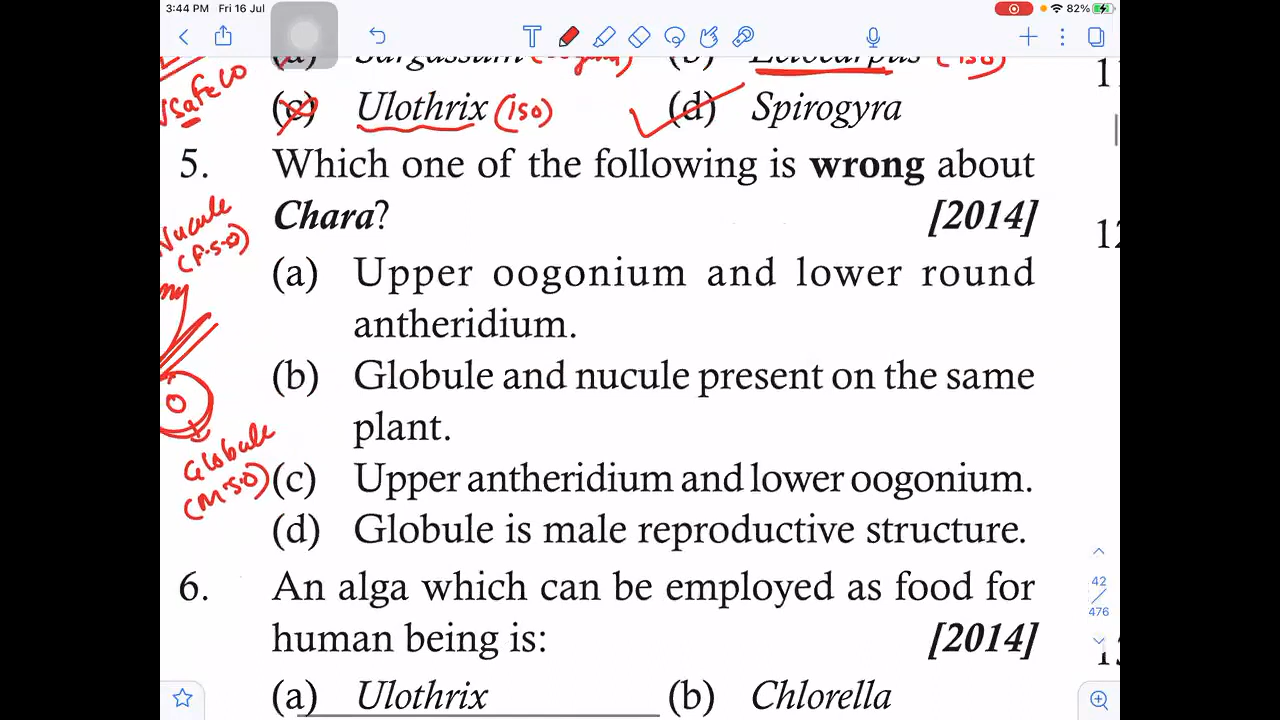 3:44 PM Fri 16 Jul
82%
T
(a) Sargassum (b) Ectocarpus (iso)
(c) Ulothrix (iso) (d) Spirogyra
5. Which one of the following is wrong about
Chara? [2014]
Nucule
(F.S.O)
(a) Upper oogonium and lower round
antheridium.
(b) Globule and nucule present on the same
plant.
Globule
(M.S.O)
(c) Upper antheridium and lower oogonium.
(d) Globule is male reproductive structure.
6. An alga which can be employed as food for
human being is: [2014]
(a) Ulothrix (b) Chlorella
42
476